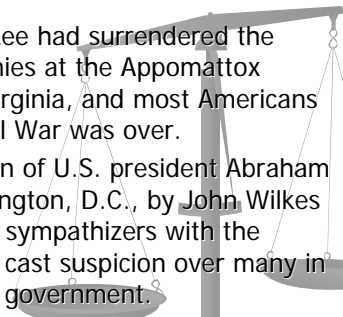 ee had surrendered the
nies at the Appomattox
rginia, and most Americans
l War was over.
n of U.S. president Abraham
ngton, D.C., by John Wilkes
sympathizers with the
cast suspicion over many in
government.